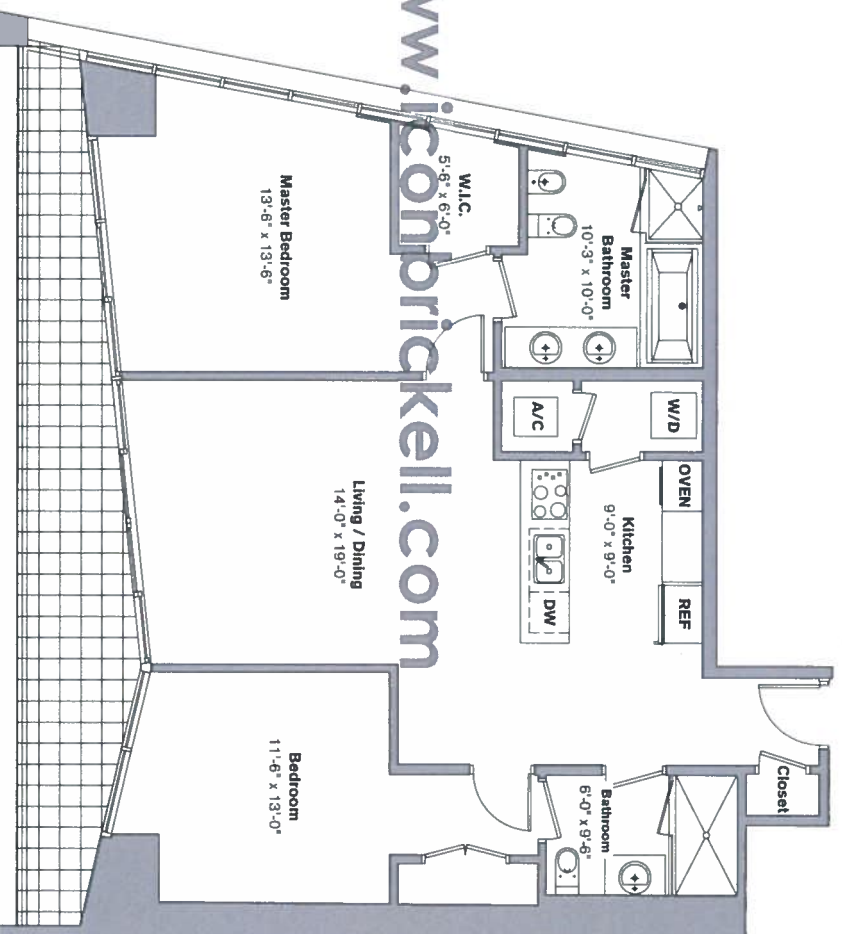 www.iconbrickell.com
Master Bedroom
13'-6" x 13'-6"
W.I.C.
5'-6" x 6'-0"
Master
Bathroom
10'-3" x 10'-0"
A/C
W/D
Living / Dining
14'-0" x 19'-0"
Kitchen
9'-0" x 9'-0"
OVEN
REF
DW
Bedroom
11'-6" x 13'-0"
Bathroom
6'-0" x 9'-6"
Closet